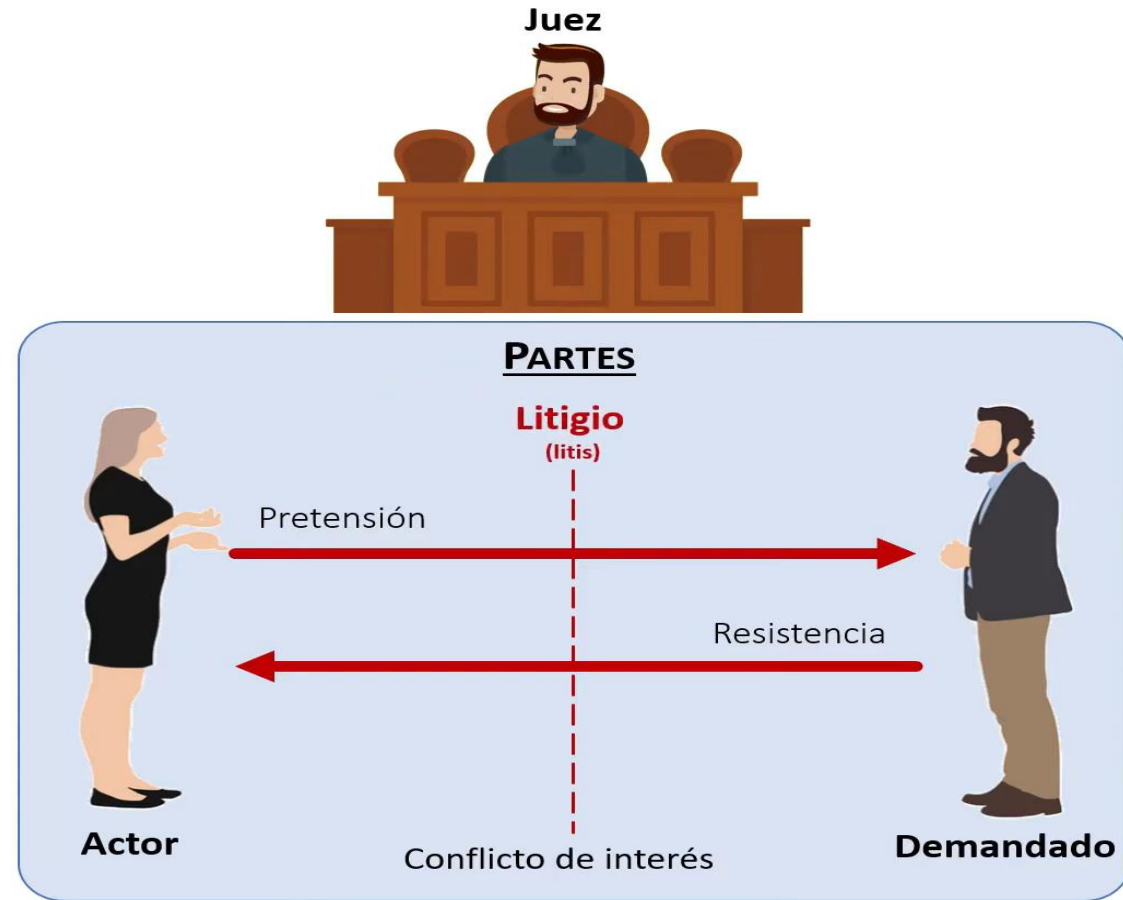 Juez
PARTES
Litigio
(litis)
Pretensión
Resistencia
Actor
Conflicto de interés
Demandado